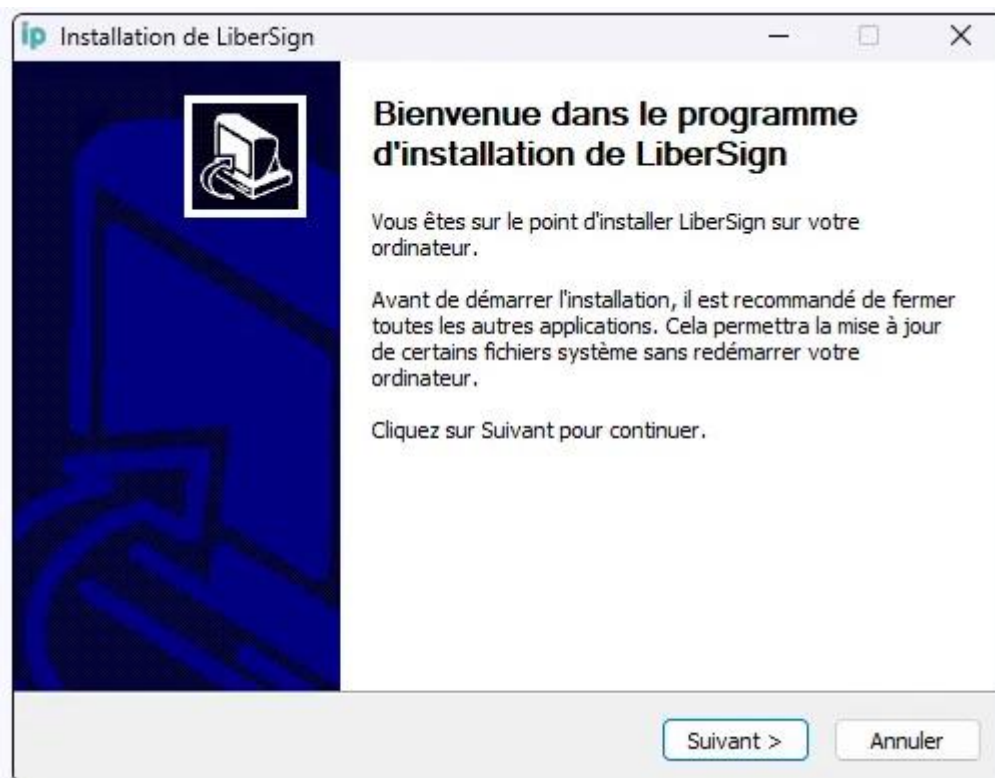 ip Installation de LiberSign
Bienvenue dans le programme
d'installation de LiberSign
Vous êtes sur le point d'installer LiberSign sur votre
ordinateur.
Avant de démarrer l'installation, il est recommandé de fermer
toutes les autres applications. Cela permettra la mise à jour
de certains fichiers système sans redémarrer votre
ordinateur.
Cliquez sur Suivant pour continuer.
Suivant > Annuler